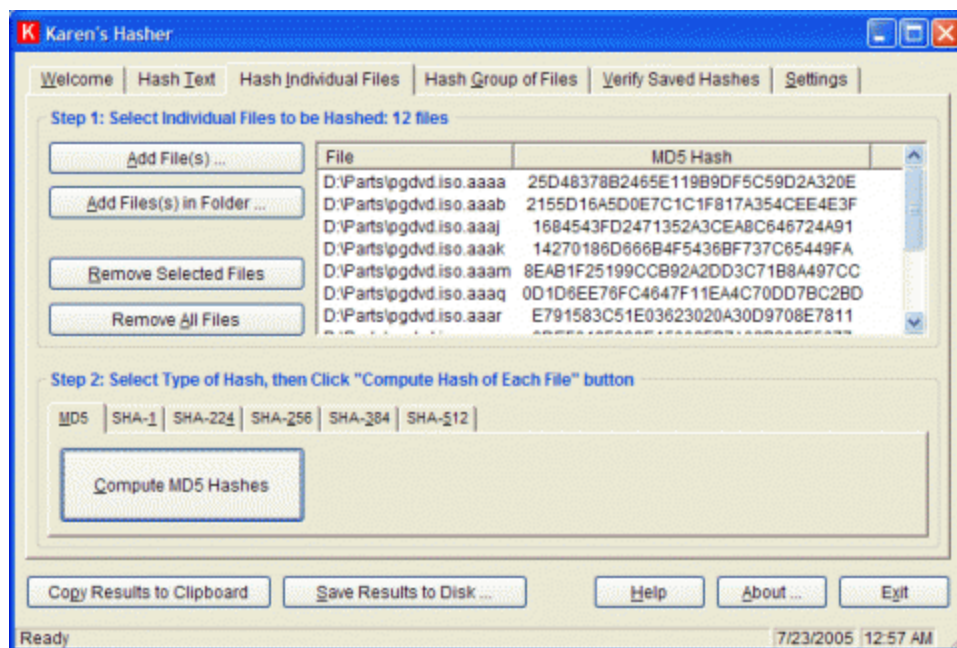 K Karen's Hasher
Welcome Hash Text Hash Individual Files Hash Group of Files Verify Saved Hashes Settings
Step 1: Select Individual Files to be Hashed: 12 files
Add File(s) ...
Add Files(s) in Folder ...
Remove Selected Files
Remove All Files
File MD5 Hash
D:\Parts\pgdvd.iso.aaaa 25D48378B2465E119B9DF5C59D2A320E
D:\Parts\pgdvd.iso.aaab 2155D16A5D0E7C1C1F817A354CEE4E3F
D:\Parts\pgdvd.iso.aaaj 1684543FD2471352A3CEA8C646724A91
D:\Parts\pgdvd.iso.aaak 14270186D666B4F5436BF737C65449FA
D:\Parts\pgdvd.iso.aaam 8EAB1F25199CCB92A2DD3C71B8A497CC
D:\Parts\pgdvd.iso.aaaq 0D1D6EE76FC4647F11EA4C70DD7BC2BD
D:\Parts\pgdvd.iso.aaar E791583C51E03623020A30D9708E7811
Step 2: Select Type of Hash, then Click "Compute Hash of Each File" button
MD5 SHA-1 SHA-224 SHA-256 SHA-384 SHA-512
Compute MD5 Hashes
Copy Results to Clipboard Save Results to Disk ... Help About ... Exit
Ready 7/23/2005 12:57 AM